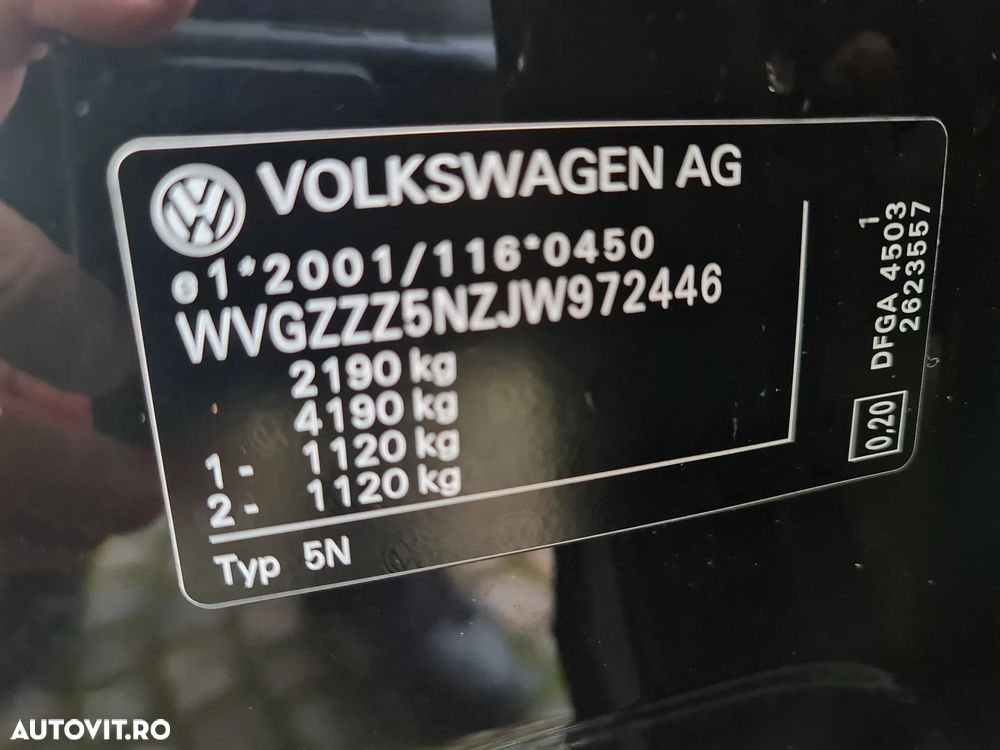 VOLKSWAGEN AG
e1*2001/116*0450
WVGZZZ5NZJW972446
2190 kg
4190 kg
1- 1120 kg
2- 1120 kg
Typ 5N
1
DFGA 4503
2623557
0,20
AUTOVIT.RO